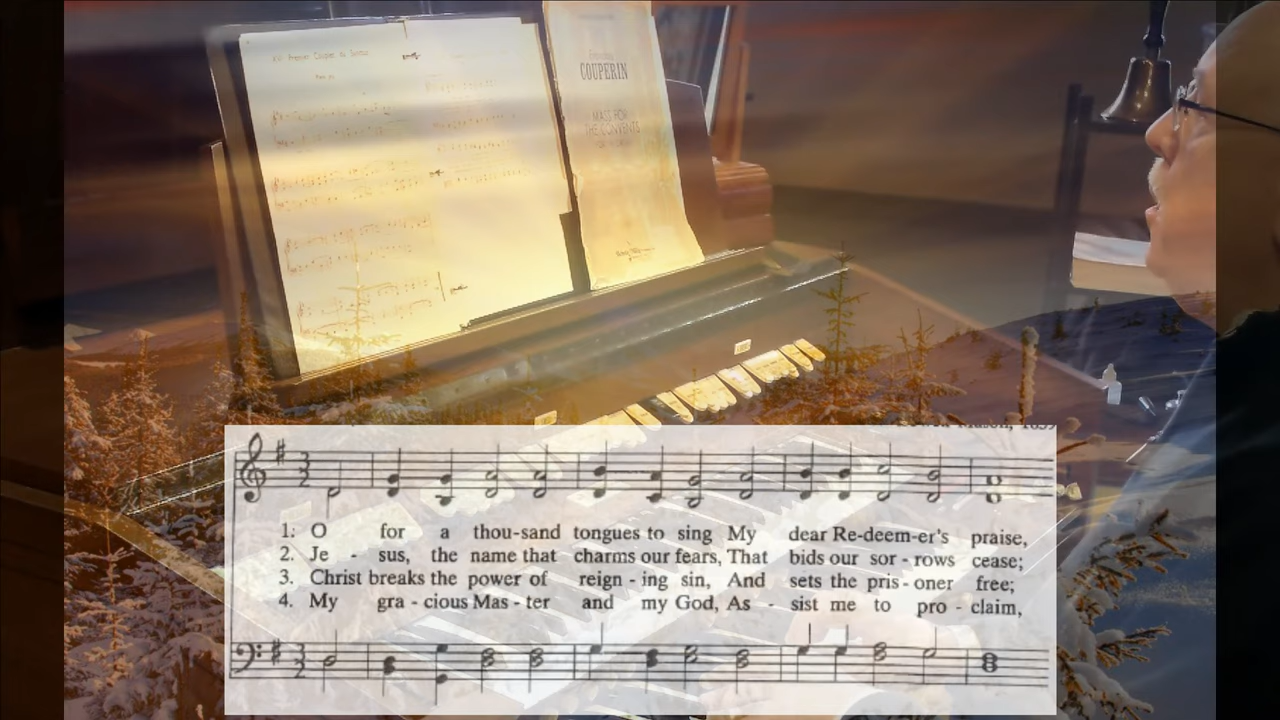 COUPERIN
MASS FOR
THE CONVENTS
1: O for a thou-sand tongues to sing My dear Re-deem-er's praise,
2. Je - sus, the name that charms our fears, That bids our sor - rows cease;
3. Christ breaks the power of reign - ing sin, And sets the pris - oner free;
4. My gra - cious Mas - ter and my God, As - sist me to pro - claim,